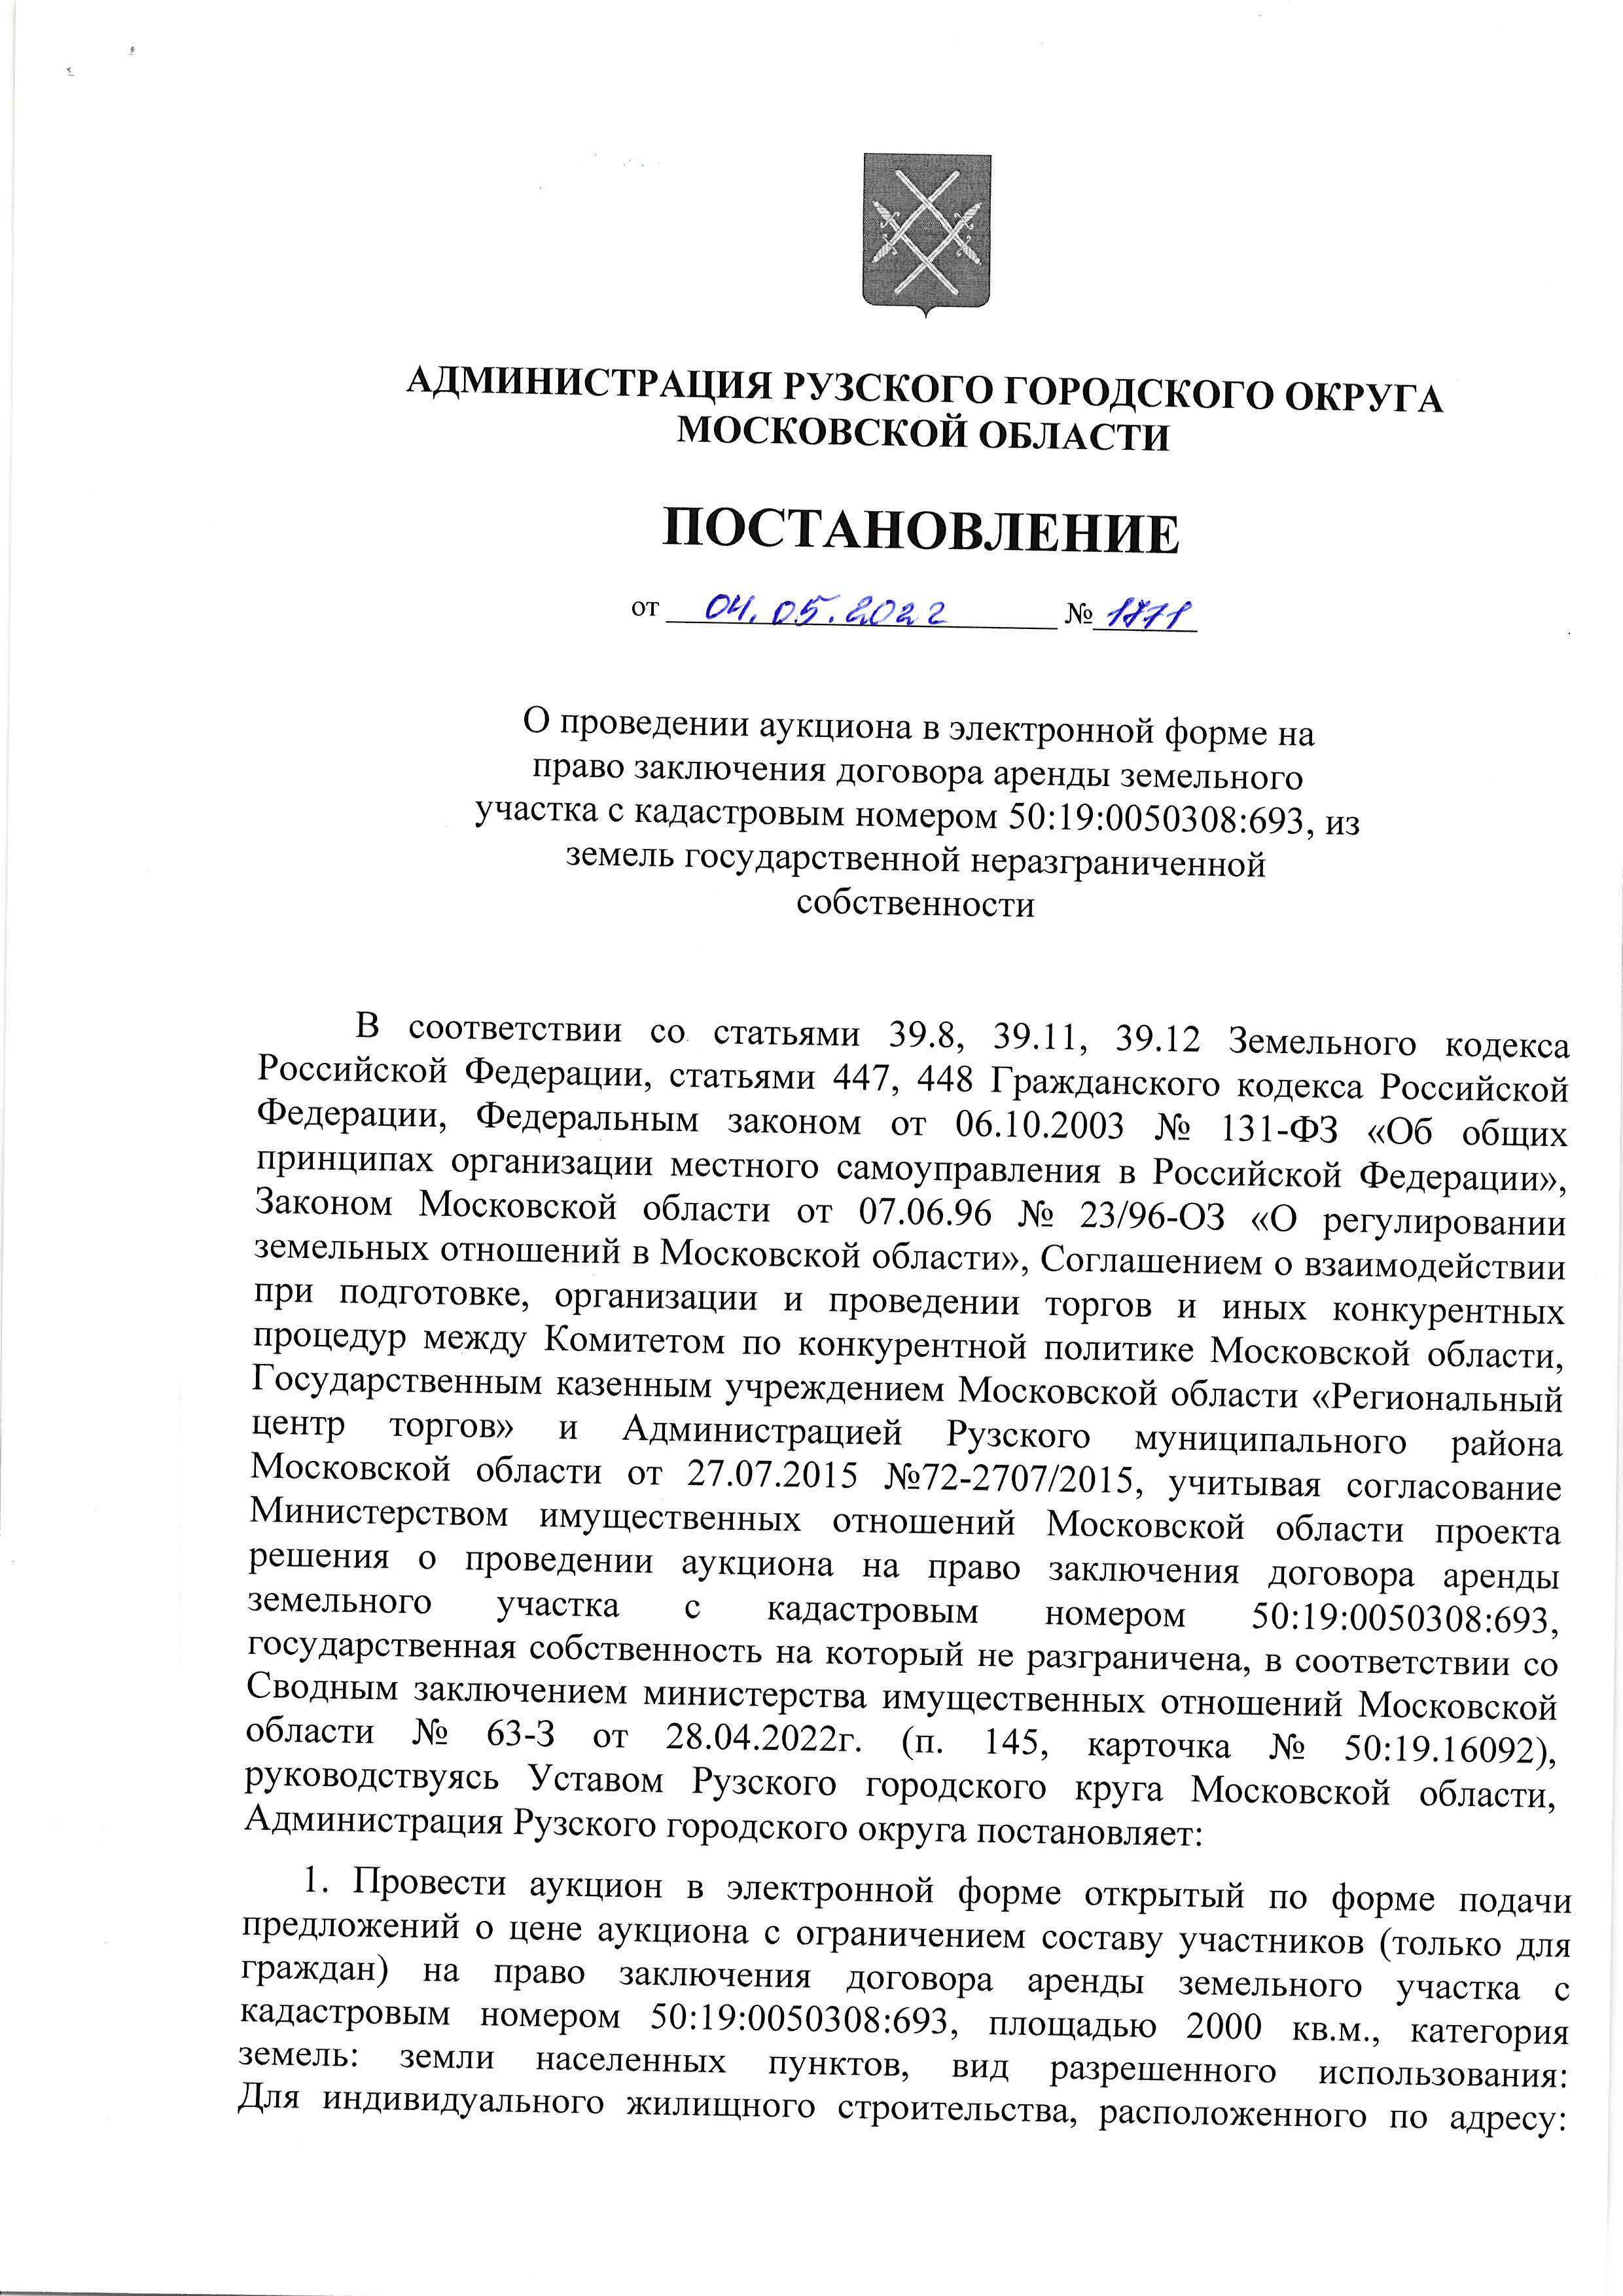 АДМИНИСТРАЦИЯ РУЗСКОГО ГОРОДСКОГО ОКРУГА
МОСКОВСКОЙ ОБЛАСТИ
ПОСТАНОВЛЕНИЕ
от 04.05.2022 № 1771
О проведении аукциона в электронной форме на
право заключения договора аренды земельного
участка с кадастровым номером 50:19:0050308:693, из
земель государственной неразграниченной
собственности
В соответствии со статьями 39.8, 39.11, 39.12 Земельного кодекса
Российской Федерации, статьями 447, 448 Гражданского кодекса Российской
Федерации, Федеральным законом от 06.10.2003 № 131-ФЗ «Об общих
принципах организации местного самоуправления в Российской Федерации»,
Законом Московской области от 07.06.96 № 23/96-ОЗ «О регулировании
земельных отношений в Московской области», Соглашением о взаимодействии
при подготовке, организации и проведении торгов и иных конкурентных
процедур между Комитетом по конкурентной политике Московской области,
Государственным казенным учреждением Московской области «Региональный
центр торгов» и Администрацией Рузского муниципального района
Московской области от 27.07.2015 №72-2707/2015, учитывая согласование
Министерством имущественных отношений Московской области проекта
решения о проведении аукциона на право заключения договора аренды
земельного участка с кадастровым номером 50:19:0050308:693,
государственная собственность на который не разграничена, в соответствии со
Сводным заключением министерства имущественных отношений Московской
области № 63-З от 28.04.2022г. (п. 145, карточка № 50:19.16092),
руководствуясь Уставом Рузского городского круга Московской области,
Администрация Рузского городского округа постановляет:
1. Провести аукцион в электронной форме открытый по форме подачи
предложений о цене аукциона с ограничением составу участников (только для
граждан) на право заключения договора аренды земельного участка с
кадастровым номером 50:19:0050308:693, площадью 2000 кв.м., категория
земель: земли населенных пунктов, вид разрешенного использования:
Для индивидуального жилищного строительства, расположенного по адресу: